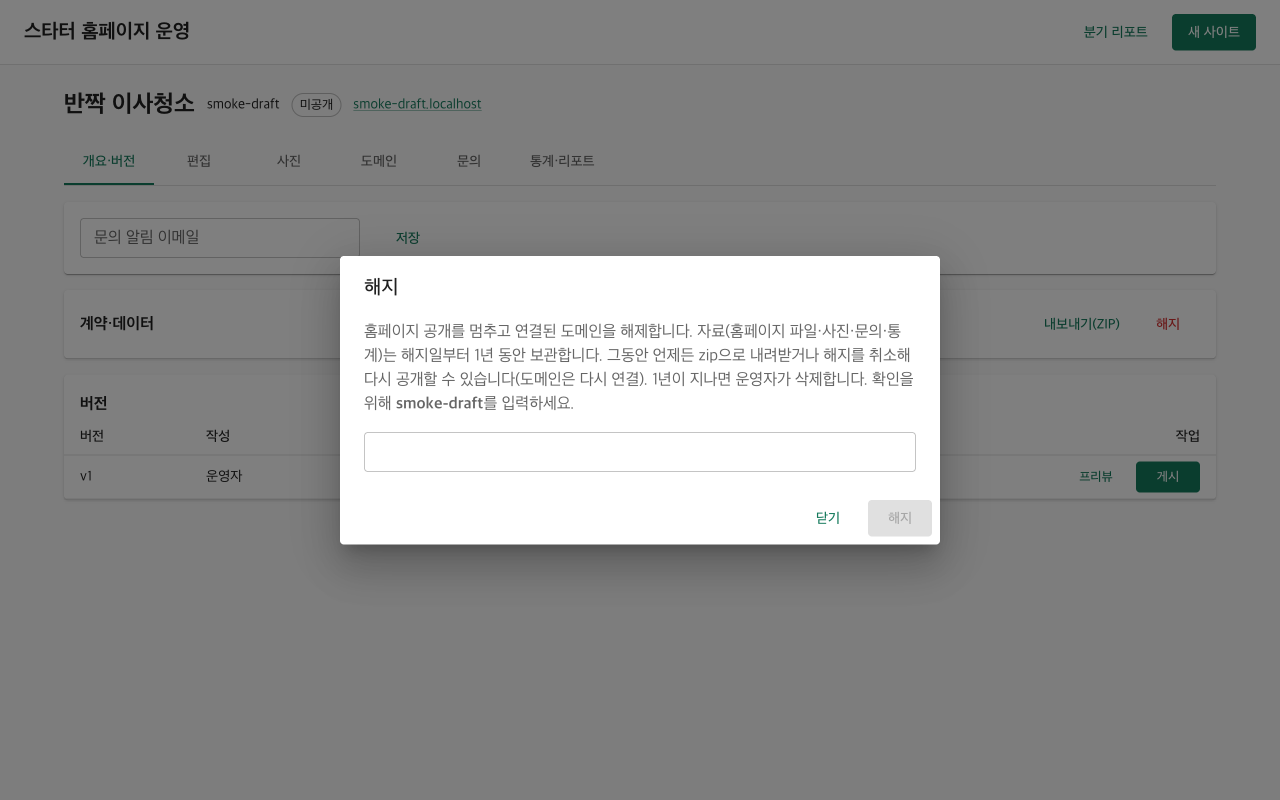 스타터 홈페이지 운영
분기 리포트
새 사이트
반짝 이사청소 smoke-draft 미공개 smoke-draft.localhost
개요·버전 편집 사진 도메인 문의 통계·리포트
문의 알림 이메일
저장
계약·데이터
내보내기(ZIP)
해지
버전
버전 작성 작업
v1 운영자 프리뷰 게시
해지
홈페이지 공개를 멈추고 연결된 도메인을 해제합니다. 자료(홈페이지 파일·사진·문의·통
계)는 해지일부터 1년 동안 보관합니다. 그동안 언제든 zip으로 내려받거나 해지를 취소해
다시 공개할 수 있습니다(도메인은 다시 연결). 1년이 지나면 운영자가 삭제합니다. 확인을
위해 smoke-draft를 입력하세요.
닫기
해지